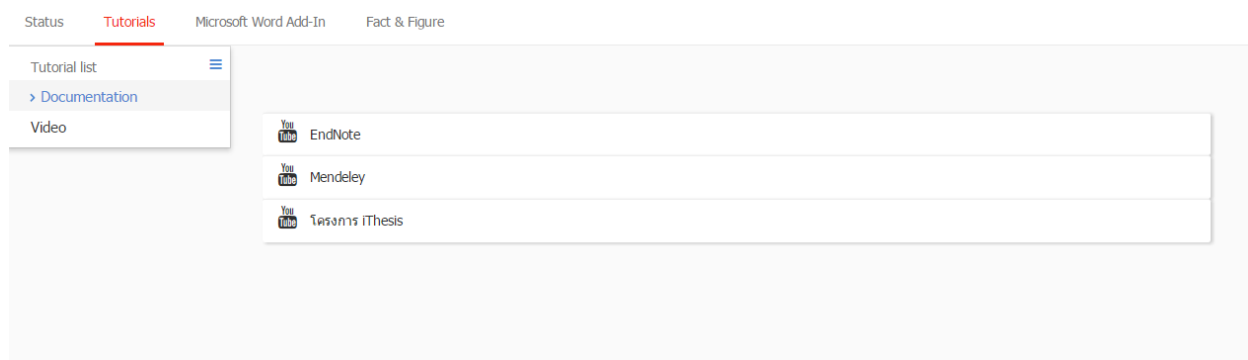 Status Tutorials Microsoft Word Add-In Fact & Figure
Tutorial list
> Documentation
Video
You Tube EndNote
You Tube Mendeley
You Tube โครงการ iThesis